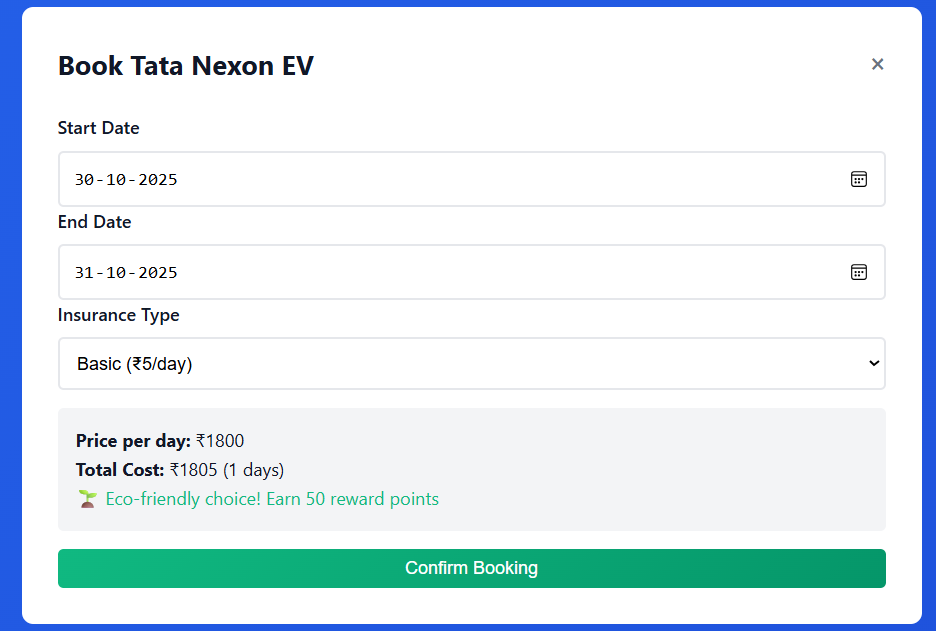 Book Tata Nexon EV
×
Start Date
30-10-2025
End Date
31-10-2025
Insurance Type
Basic (₹5/day)
Price per day: ₹1800
Total Cost: ₹1805 (1 days)
🌱 Eco-friendly choice! Earn 50 reward points
Confirm Booking